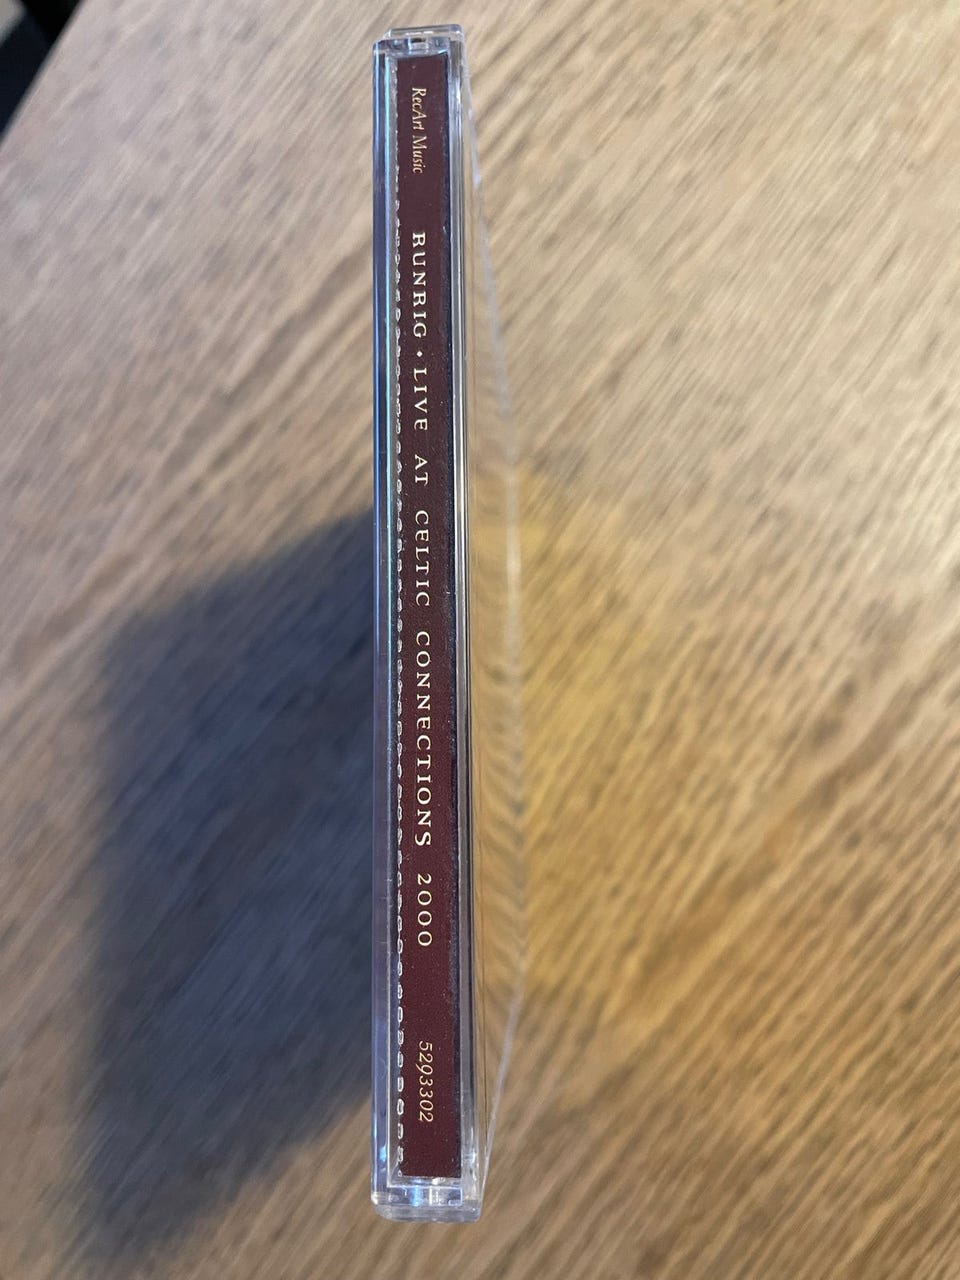 RecArt Music
RUNRIG • LIVE AT CELTIC CONNECTIONS 2000
5293302